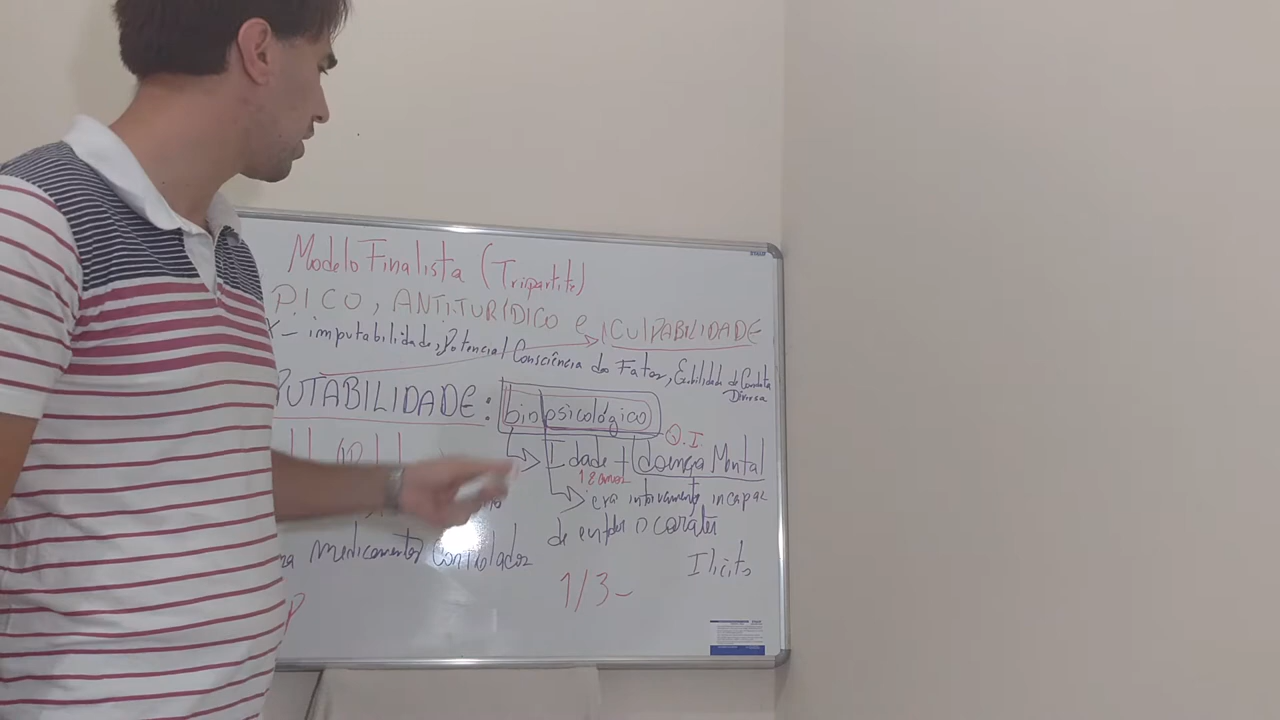 Modelo Finalista (Tripartite)
PICO, ANTIJURÍDICO e CULPABILIDADE
- imputabilidade, Potencial Consciência dos Fatos, Exibilidade de Conduta
Diversa
PUTABILIDADE: biopsicológico
Q.I.
Idade + doença Mental
18 anos
era inteiramente incapaz
de o caráter
medicamentos controlados
Ilícito
1/3 -
P